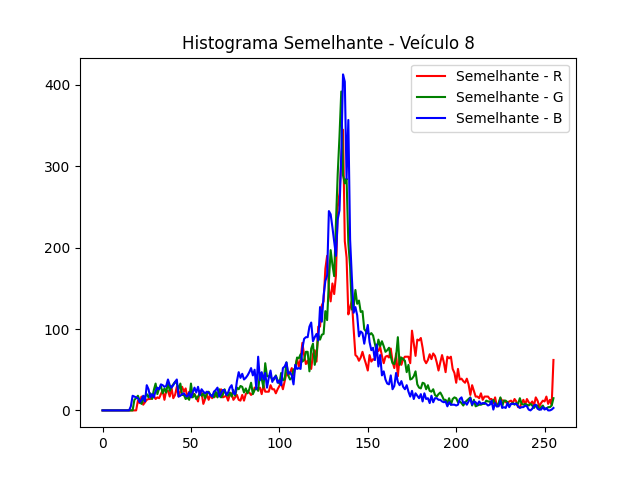 Histograma Semelhante - Veículo 8
Semelhante - R
Semelhante - G
Semelhante - B
400
300
200
100
0
0 50 100 150 200 250